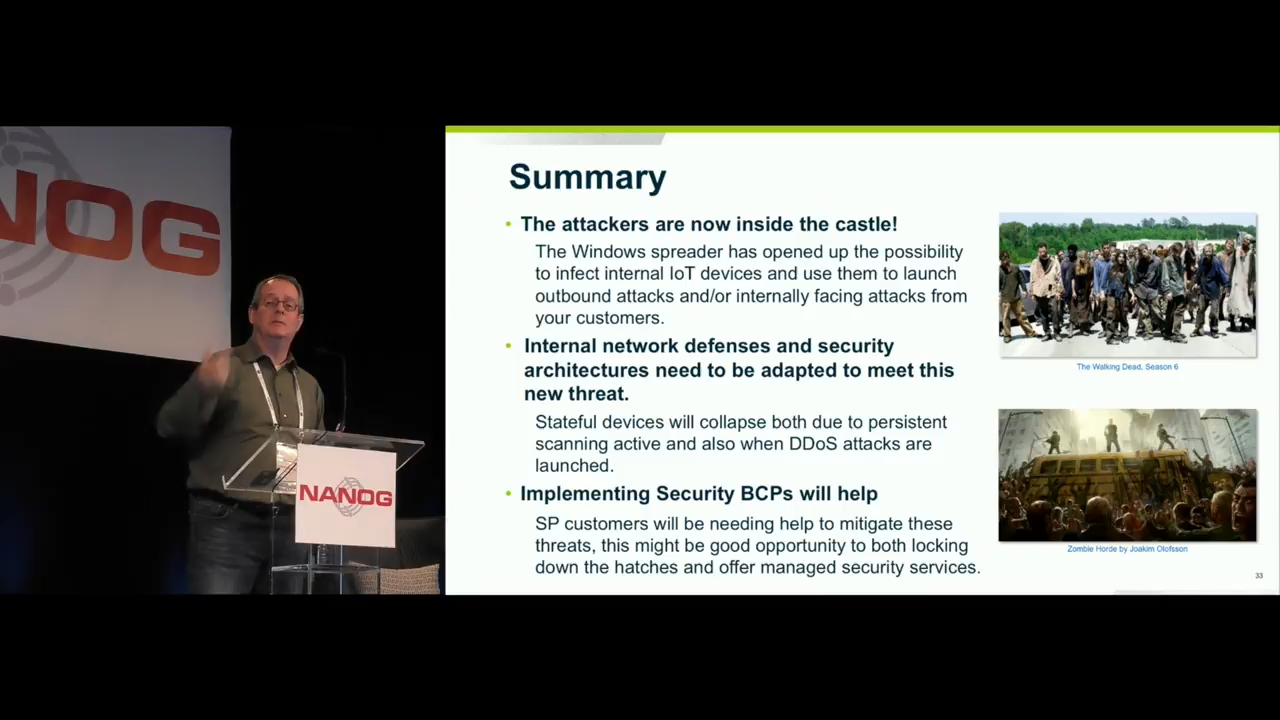 NOG
NANOG
Summary
• The attackers are now inside the castle!
The Windows spreader has opened up the possibility
to infect internal IoT devices and use them to launch
outbound attacks and/or internally facing attacks from
your customers.
• Internal network defenses and security
architectures need to be adapted to meet this
new threat.
Stateful devices will collapse both due to persistent
scanning active and also when DDoS attacks are
launched.
• Implementing Security BCPs will help
SP customers will be needing help to mitigate these
threats, this might be good opportunity to both locking
down the hatches and offer managed security services.
The Walking Dead, Season 6
Zombie Horde by Joakim Olofsson
33